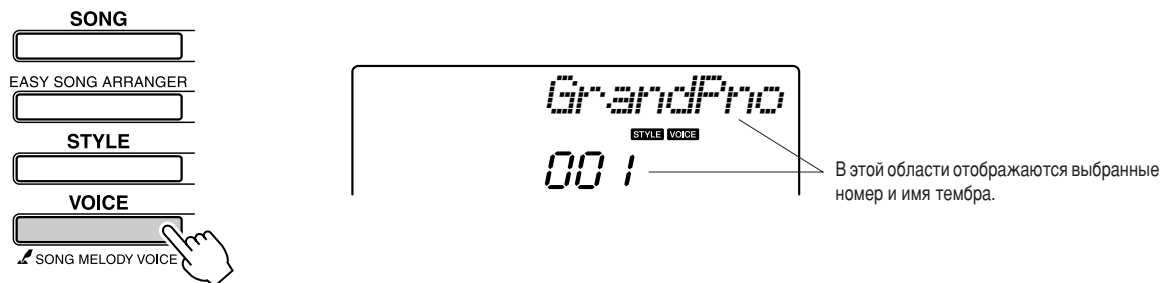 SONG
EASY SONG ARRANGER
STYLE
VOICE
SONG MELODY VOICE
GrandPno
STYLE VOICE
001
В этой области отображаются выбранные
номер и имя тембра.